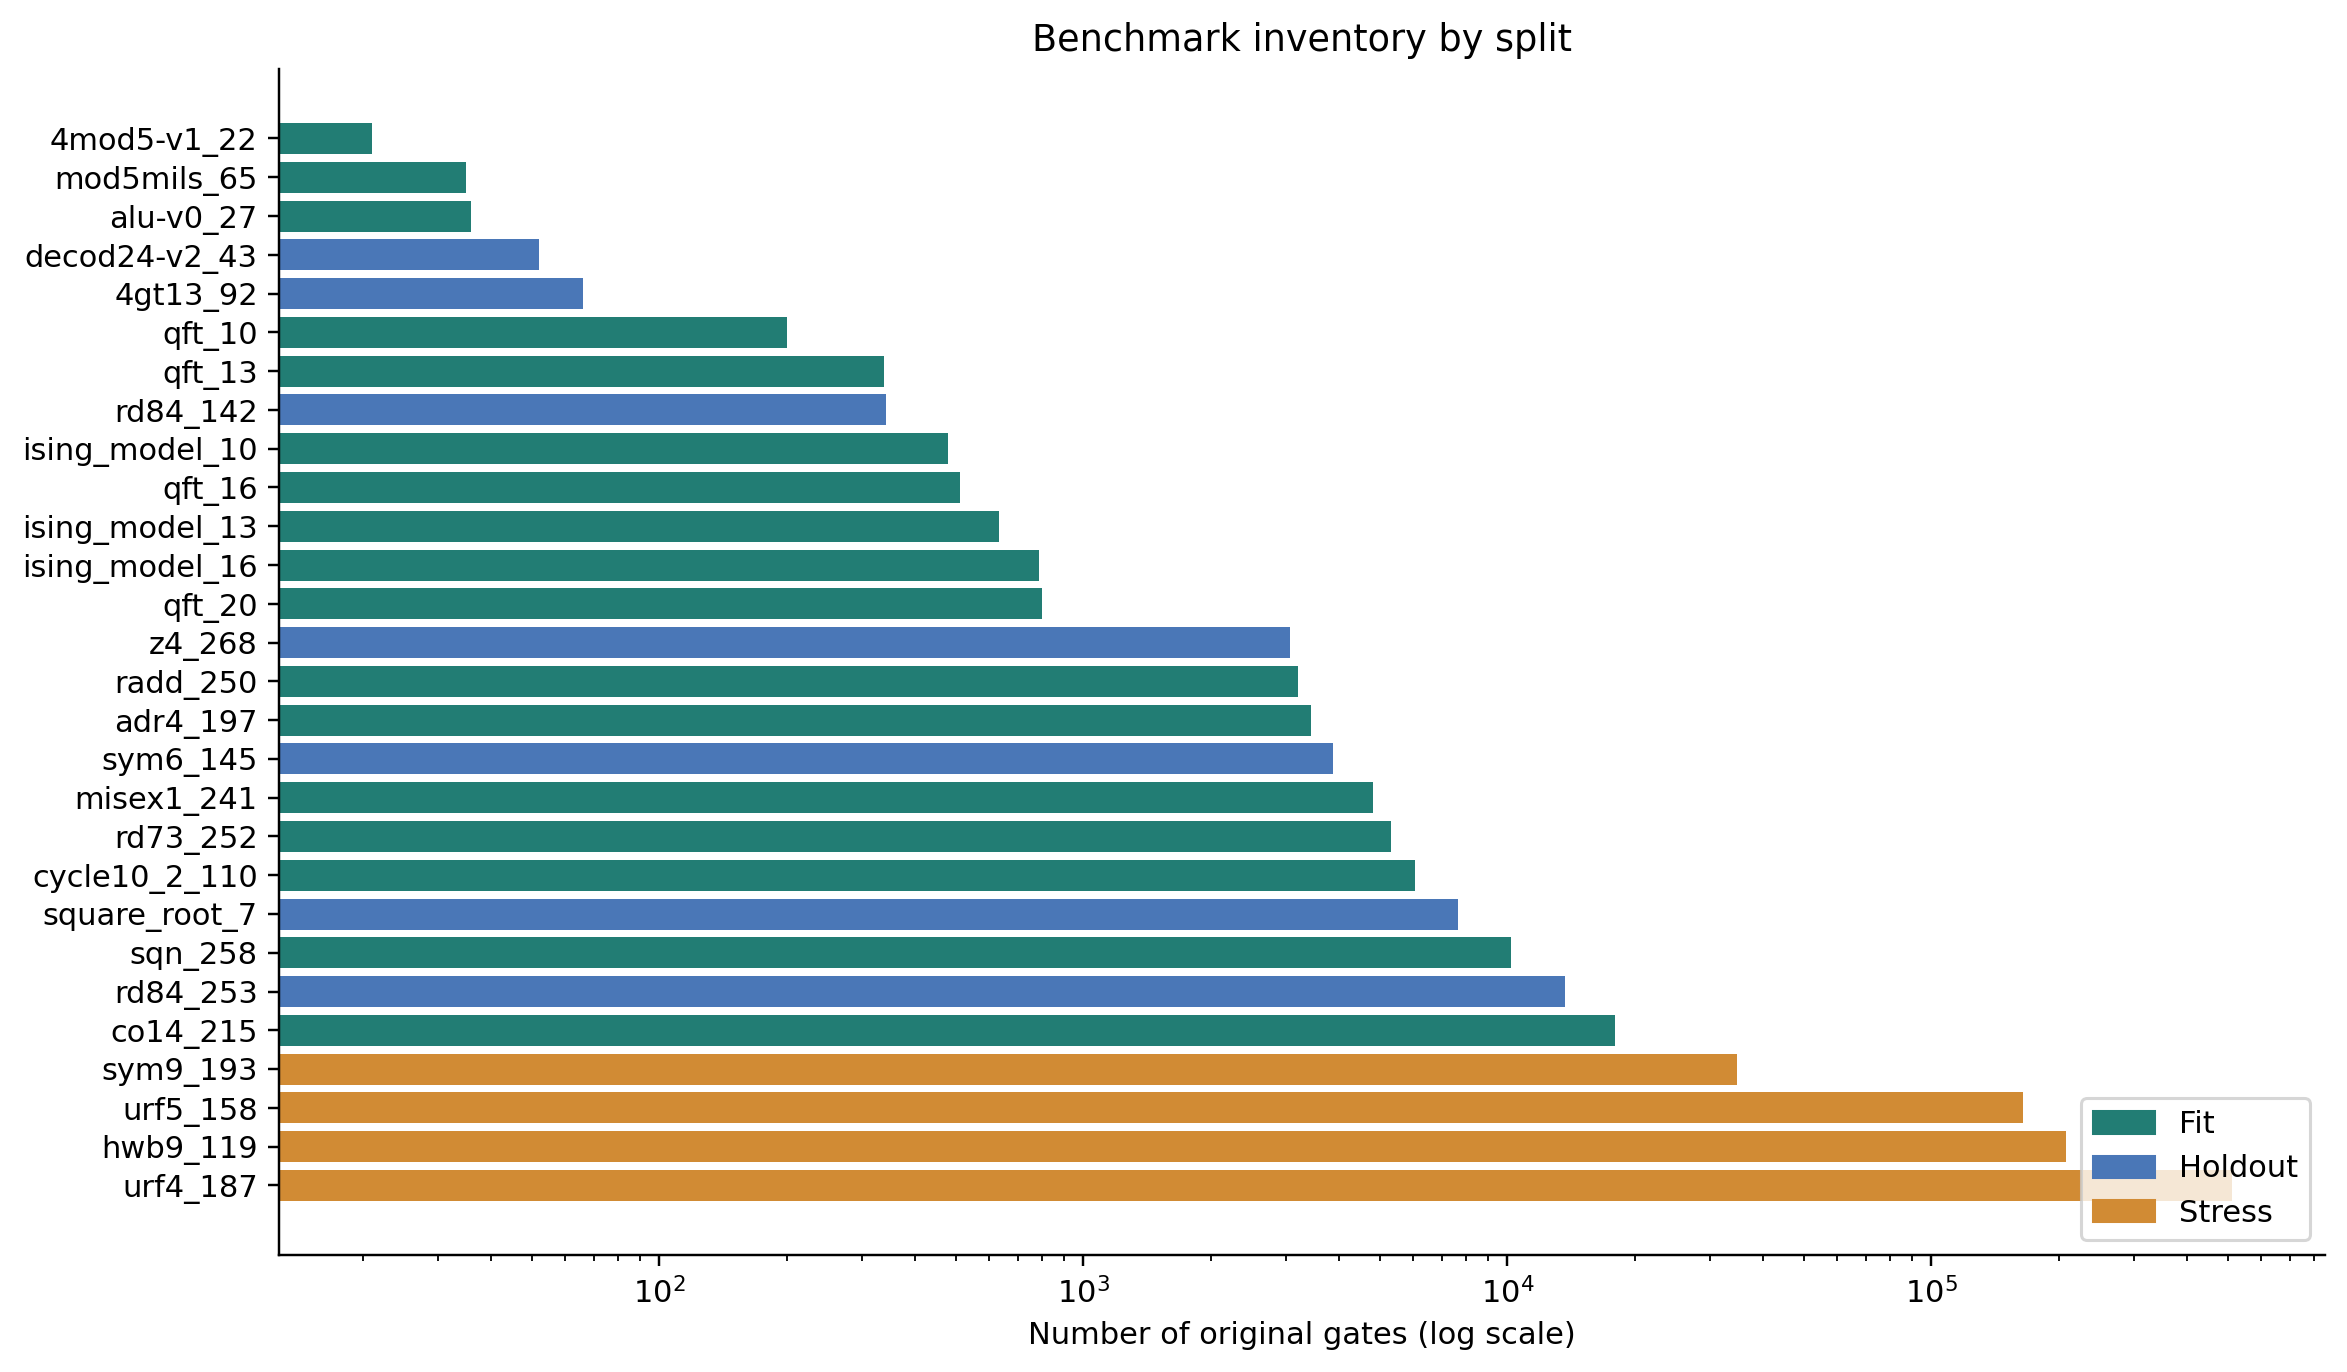 Benchmark inventory by split
4mod5-v1_22
mod5mils_65
alu-v0_27
decod24-v2_43
4gt13_92
qft_10
qft_13
rd84_142
ising_model_10
qft_16
ising_model_13
ising_model_16
qft_20
z4_268
radd_250
adr4_197
sym6_145
misex1_241
rd73_252
cycle10_2_110
square_root_7
sqn_258
rd84_253
co14_215
sym9_193
urf5_158
hwb9_119
urf4_187
Fit
Holdout
Stress
10² 10³ 10⁴ 10⁵
Number of original gates (log scale)